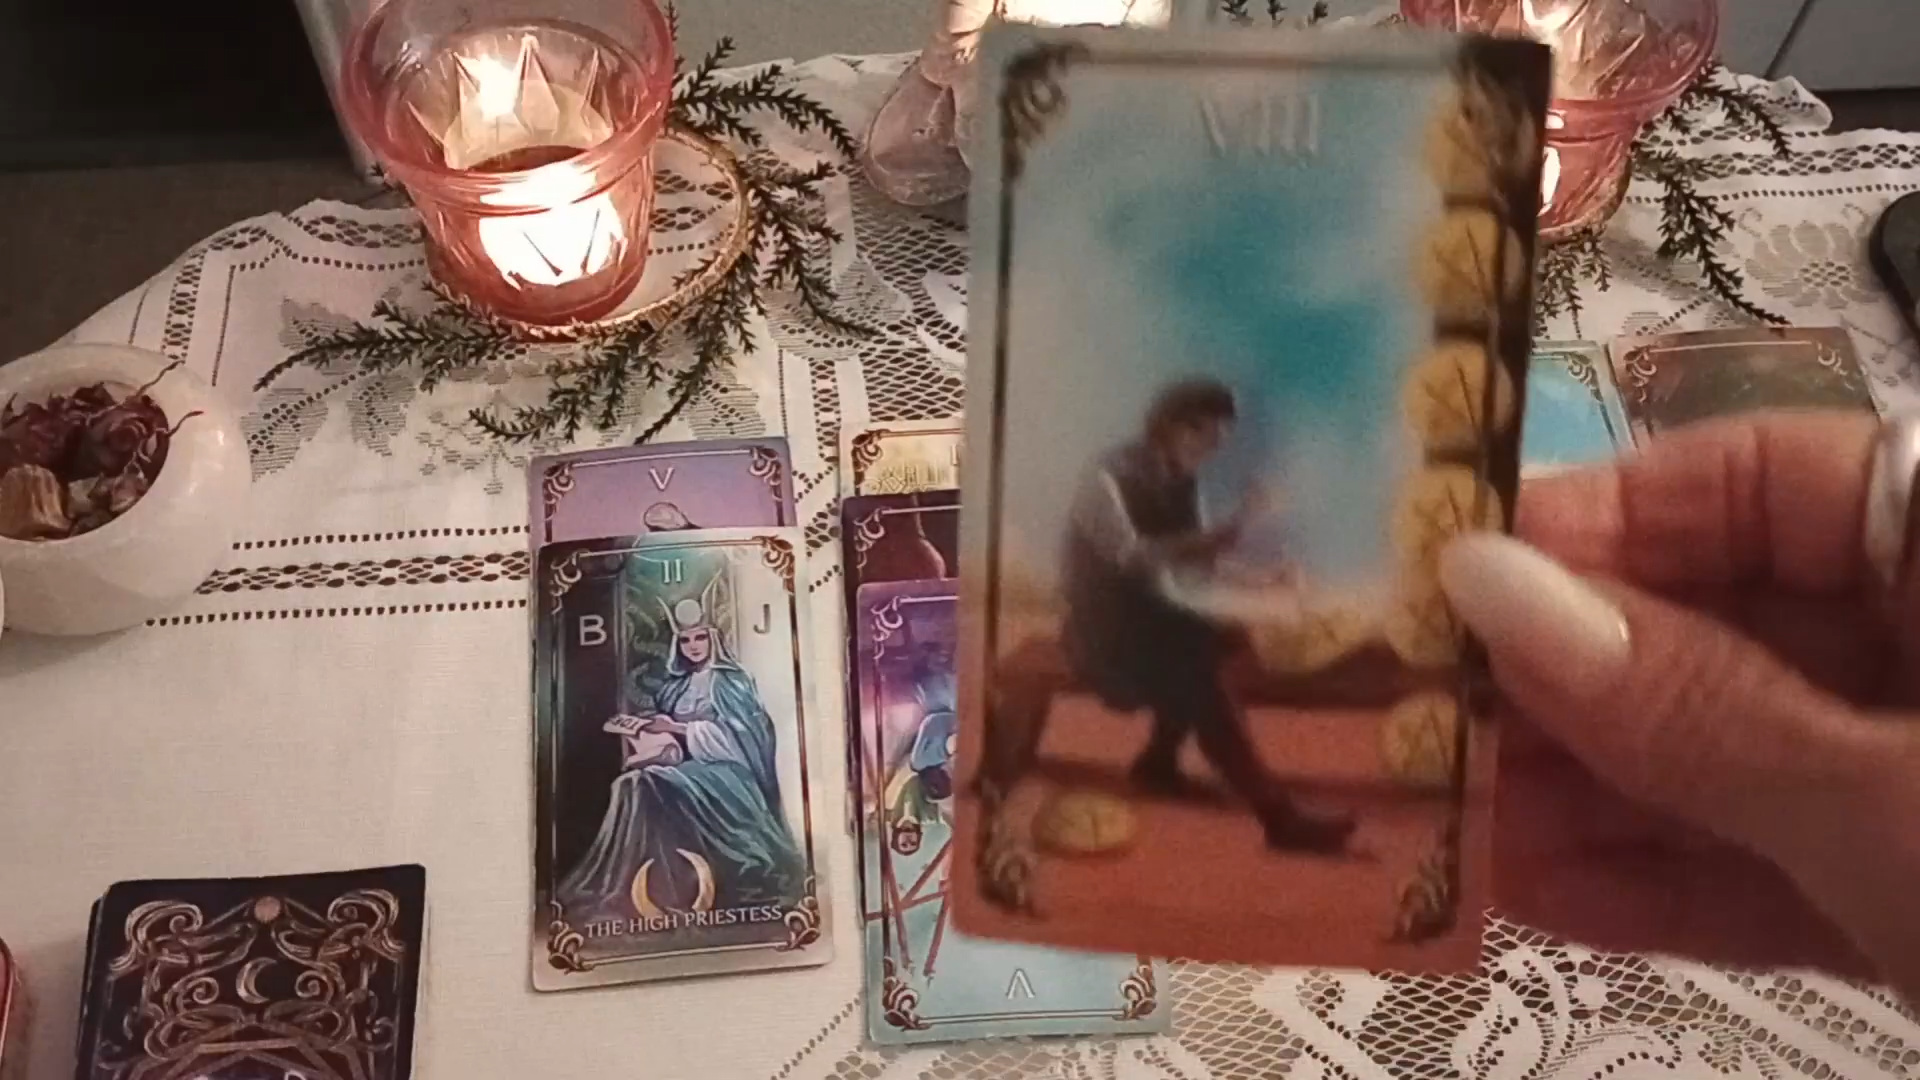 VIII
V
II
B J
THE HIGH PRIESTESS
V